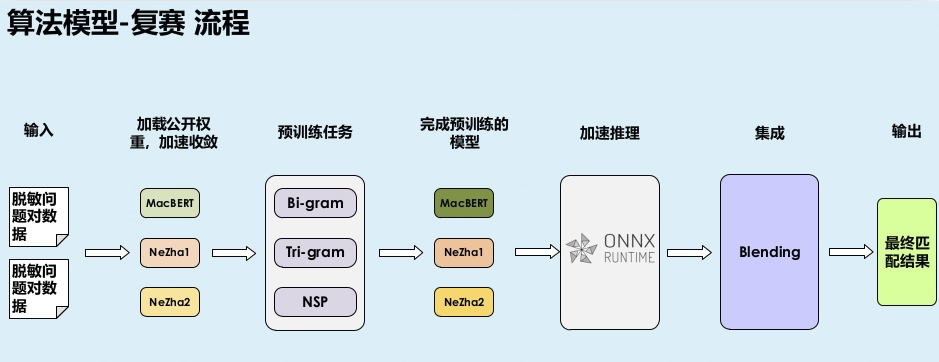 算法模型-复赛 流程
输入
加载公开权
重，加速收敛
预训练任务
完成预训练的
模型
加速推理
集成
输出
脱敏问
题对数
据
脱敏问
题对数
据
MacBERT
NeZha1
NeZha2
Bi-gram
Tri-gram
NSP
MacBERT
NeZha1
NeZha2
ONNX
RUNTIME
Blending
最终匹
配结果